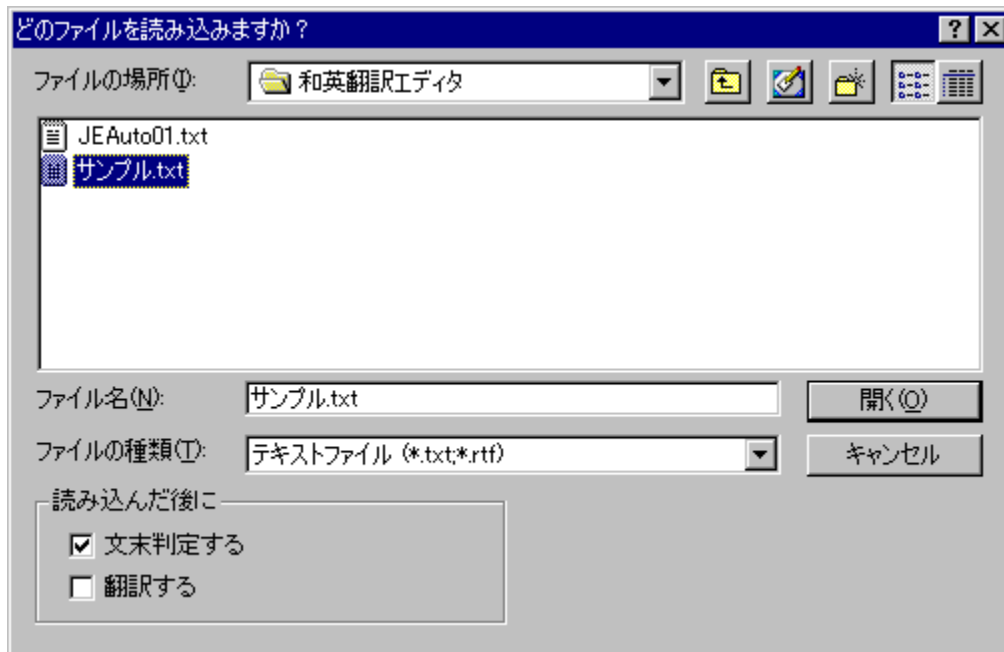 どのファイルを読み込みますか？
ファイルの場所(I):
和英翻訳エディタ
JEAuto01.txt
サンプル.txt
ファイル名(N):
サンプル.txt
開く(O)
ファイルの種類(T):
テキストファイル (*.txt;*.rtf)
キャンセル
読み込んだ後に
文末判定する
翻訳する